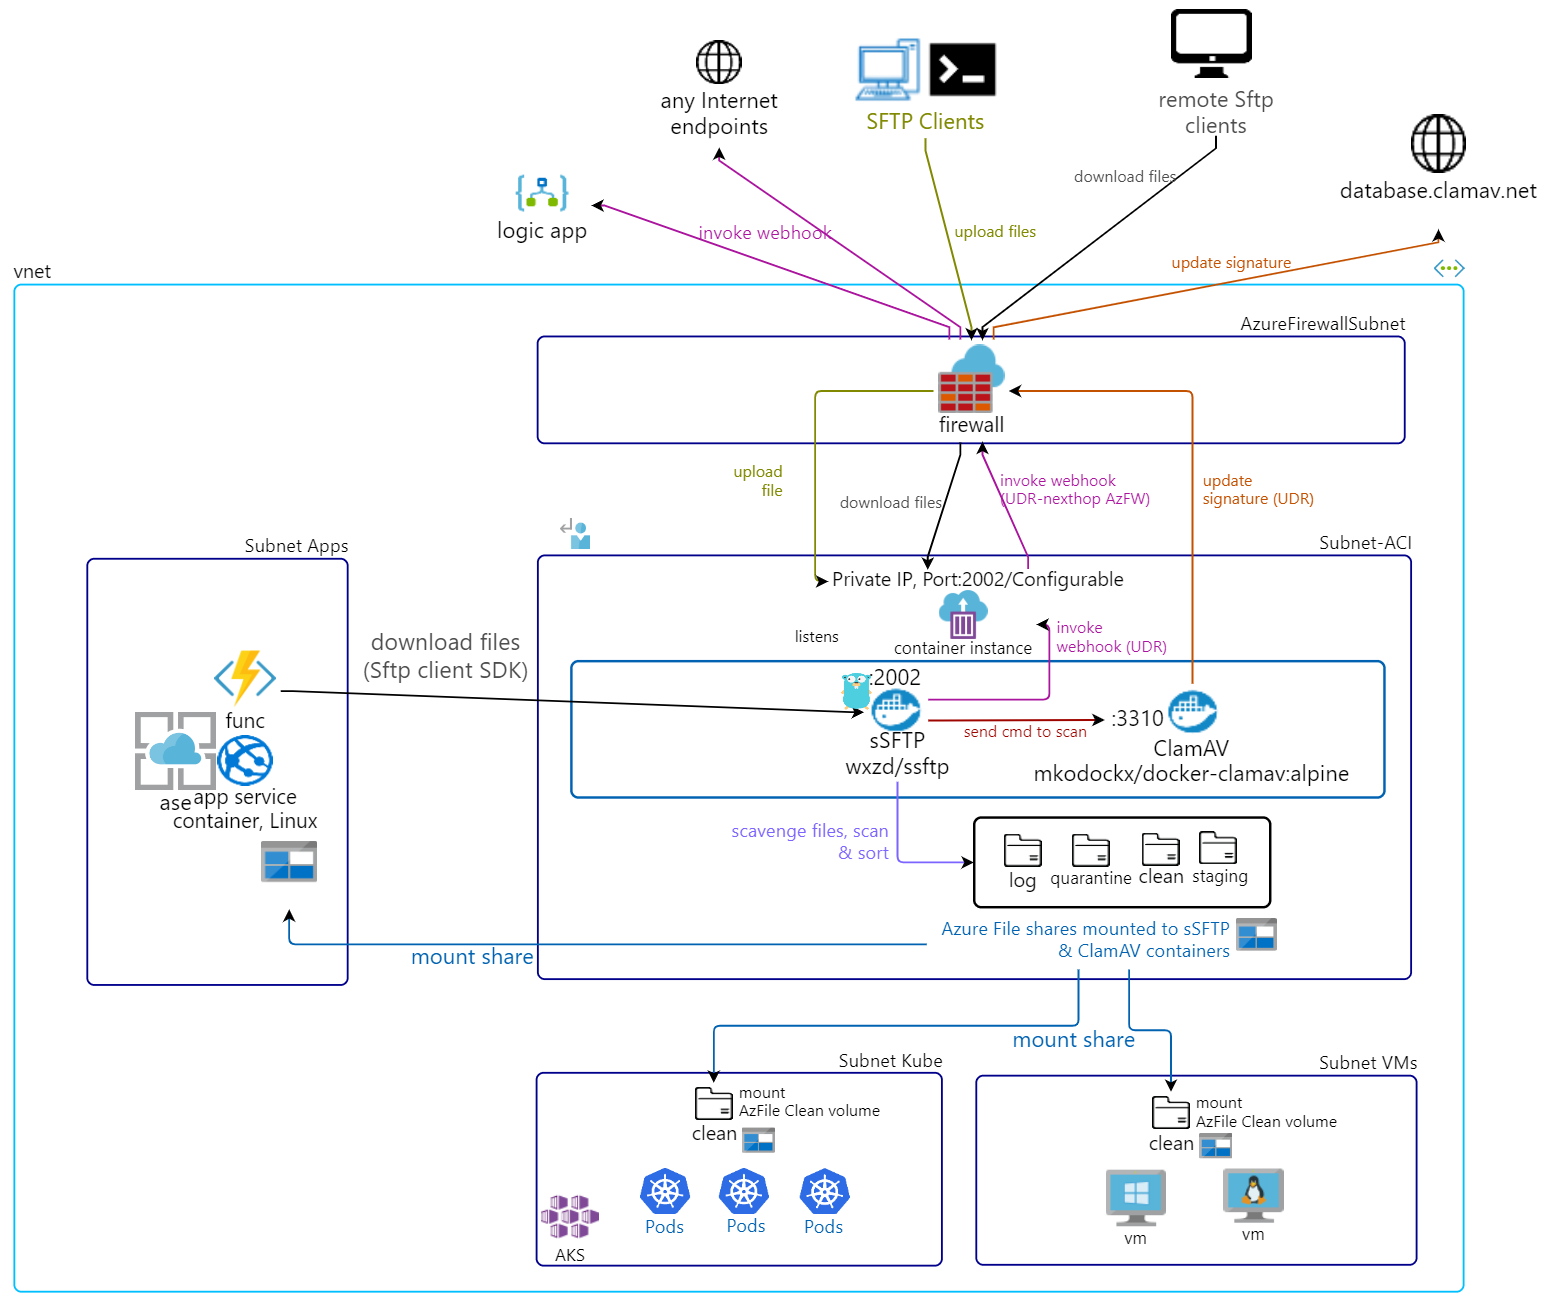 any Internet
endpoints
SFTP Clients
remote Sftp
clients
database.clamav.net
logic app
invoke webhook
upload files
download files
update signature
vnet
AzureFirewallSubnet
firewall
upload
file
download files
invoke webhook
(UDR-nexthop AzFW)
update
signature (UDR)
Subnet Apps
Subnet-ACI
Private IP, Port:2002/Configurable
listens
container instance
invoke
webhook (UDR)
download files
(Sftp client SDK)
func
ase
app service
container, Linux
:2002
sSFTP
wxzd/ssftp
send cmd to scan
:3310
ClamAV
mkodockx/docker-clamav:alpine
scavenge files, scan
& sort
log
quarantine
clean
staging
Azure File shares mounted to sSFTP
& ClamAV containers
mount share
mount share
Subnet Kube
mount
AzFile Clean volume
clean
Pods
Pods
Pods
AKS
Subnet VMs
mount
AzFile Clean volume
clean
vm
vm